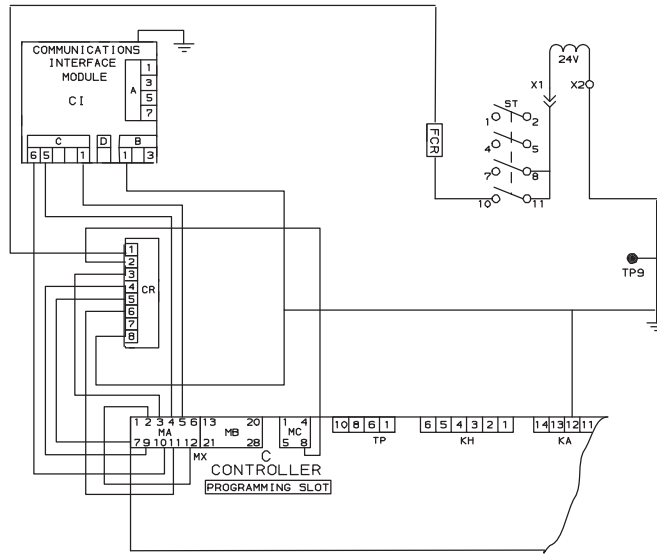 COMMUNICATIONS
INTERFACE
MODULE
CI
A
1
3
5
7
C
D
B
6 5 1
1 3
FCR
24V
X1
X2
ST
1 2
4 5
7 8
10 11
TP9
1
2
3
4
5
6
7
8
CR
1 2 3 4 5 6 13 20
MA
MB
7 9 10 11 12 21 28
MX
1 4
MC
5 8
10 8 6 1
TP
6 5 4 3 2 1
KH
14 13 12 11
KA
C
CONTROLLER
PROGRAMMING SLOT